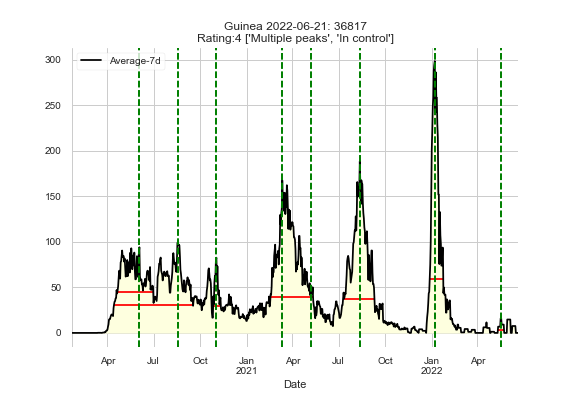 Guinea 2022-06-21: 36817
Rating:4 ['Multiple peaks', 'In control']
Average-7d
300
250
200
150
100
50
0
Apr Jul Oct Jan Apr Jul Oct Jan Apr
2021 2022
Date